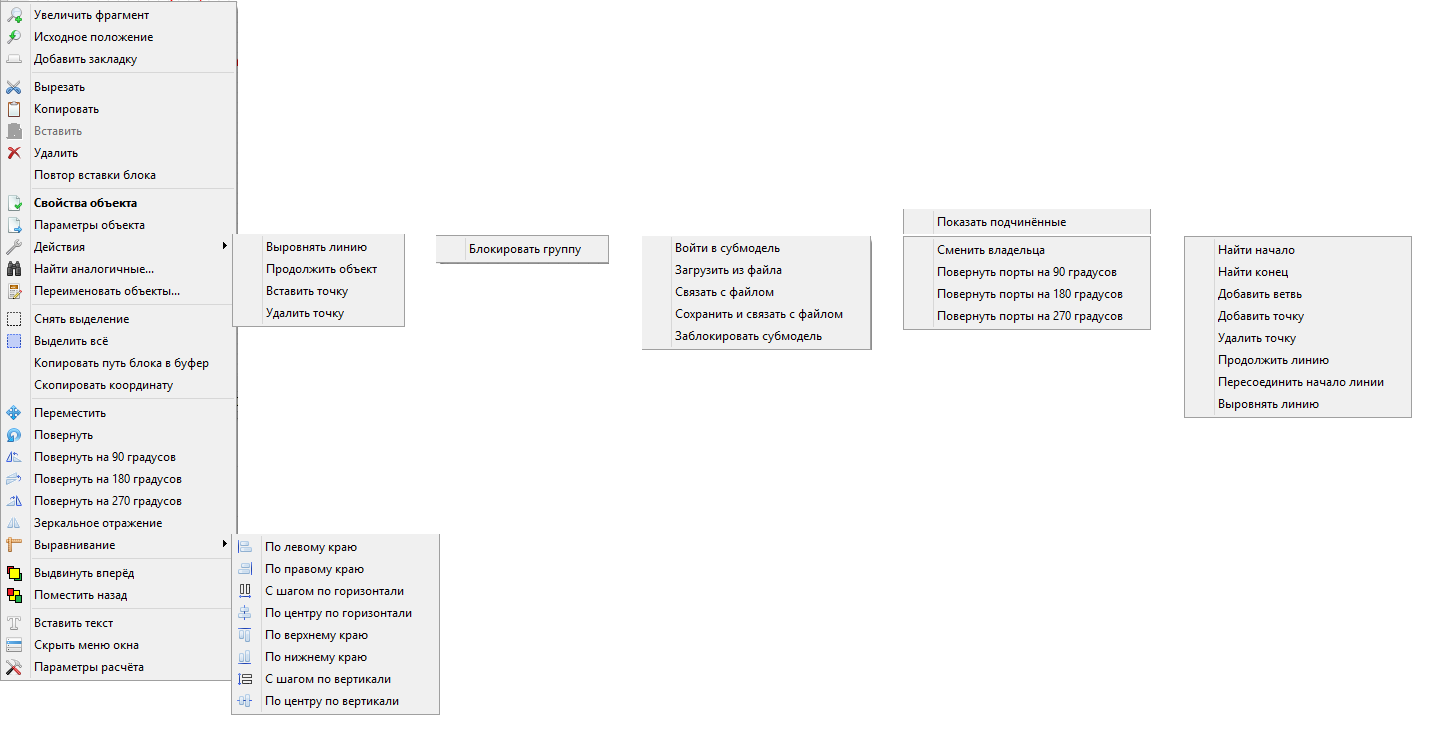 Увеличить фрагмент
Исходное положение
Добавить закладку
Вырезать
Копировать
Вставить
Удалить
Повтор вставки блока
Свойства объекта
Параметры объекта
Действия
Найти аналогичные...
Переименовать объекты...
Снять выделение
Выделить всё
Копировать путь блока в буфер
Скопировать координату
Переместить
Повернуть
Повернуть на 90 градусов
Повернуть на 180 градусов
Повернуть на 270 градусов
Зеркальное отражение
Выравнивание
Выдвинуть вперёд
Поместить назад
Вставить текст
Скрыть меню окна
Параметры расчёта
Выровнять линию
Продолжить объект
Вставить точку
Удалить точку
Блокировать группу
Войти в субмодель
Загрузить из файла
Связать с файлом
Сохранить и связать с файлом
Заблокировать субмодель
Показать подчинённые
Сменить владельца
Повернуть порты на 90 градусов
Повернуть порты на 180 градусов
Повернуть порты на 270 градусов
Найти начало
Найти конец
Добавить ветвь
Добавить точку
Удалить точку
Продолжить линию
Пересоединить начало линии
Выровнять линию
По левому краю
По правому краю
С шагом по горизонтали
По центру по горизонтали
По верхнему краю
По нижнему краю
С шагом по вертикали
По центру по вертикали